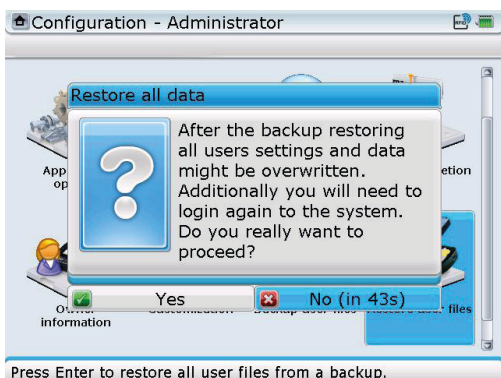 Configuration - Administrator
RFID
Restore all data
After the backup restoring
all users settings and data
might be overwritten.
Additionally you will need to
login again to the system.
Do you really want to
proceed?
App
op
etion
Yes
No (in 43s)
files
information
Press Enter to restore all user files from a backup.